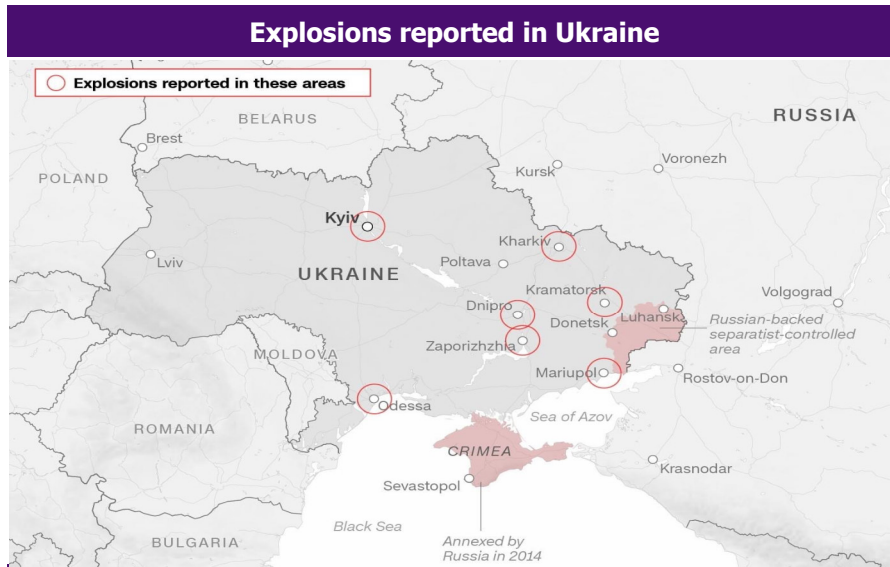 Explosions reported in Ukraine
Explosions reported in these areas
RUSSIA
BELARUS
Brest
Voronezh
Kursk
POLAND
Kyiv
Kharkiv
Lviv
Poltava
UKRAINE
Kramatorsk
Volgograd
Dnipro
Luhansk
Donetsk
Russian-backed
separatist-controlled
area
Zaporizhzhia
MOLDOVA
Mariupol
Rostov-on-Don
Odessa
Sea of Azov
ROMANIA
CRIMEA
Krasnodar
Sevastopol
Black Sea
BULGARIA
Annexed by
Russia in 2014